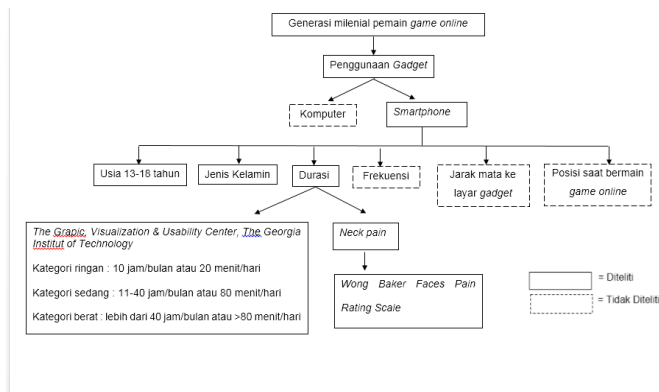 Generasi milenial pemain game online
Penggunaan Gadget
Komputer
Smartphone
Usia 13-18 tahun
Jenis Kelamin
Durasi
Frekuensi
Jarak mata ke
layar gadget
Posisi saat bermain
game online
The Grapic, Visualization & Usability Center, The Georgia
Institut of Technology
Kategori ringan : 10 jam/bulan atau 20 menit/hari
Kategori sedang : 11-40 jam/bulan atau 80 menit/hari
Kategori berat : lebih dari 40 jam/bulan atau >80 menit/hari
Neck pain
Wong Baker Faces Pain
Rating Scale
= Diteliti
= Tidak Diteliti